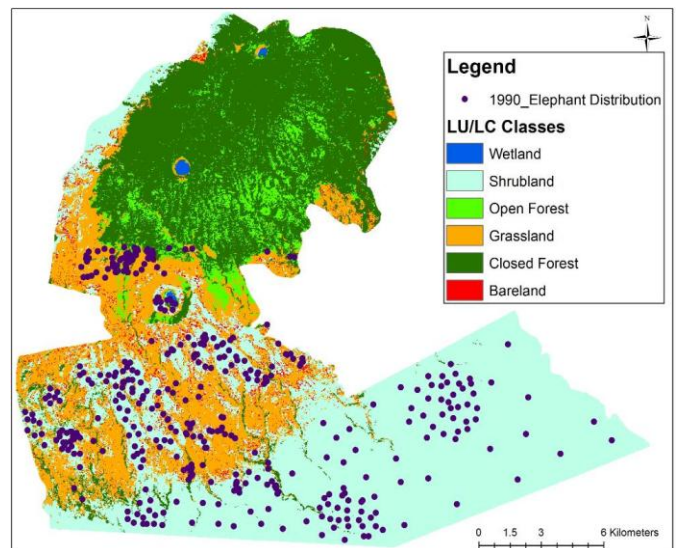 N
Legend
1990_Elephant Distribution
LU/LC Classes
Wetland
Shrubland
Open Forest
Grassland
Closed Forest
Bareland
0 1.5 3 6 Kilometers